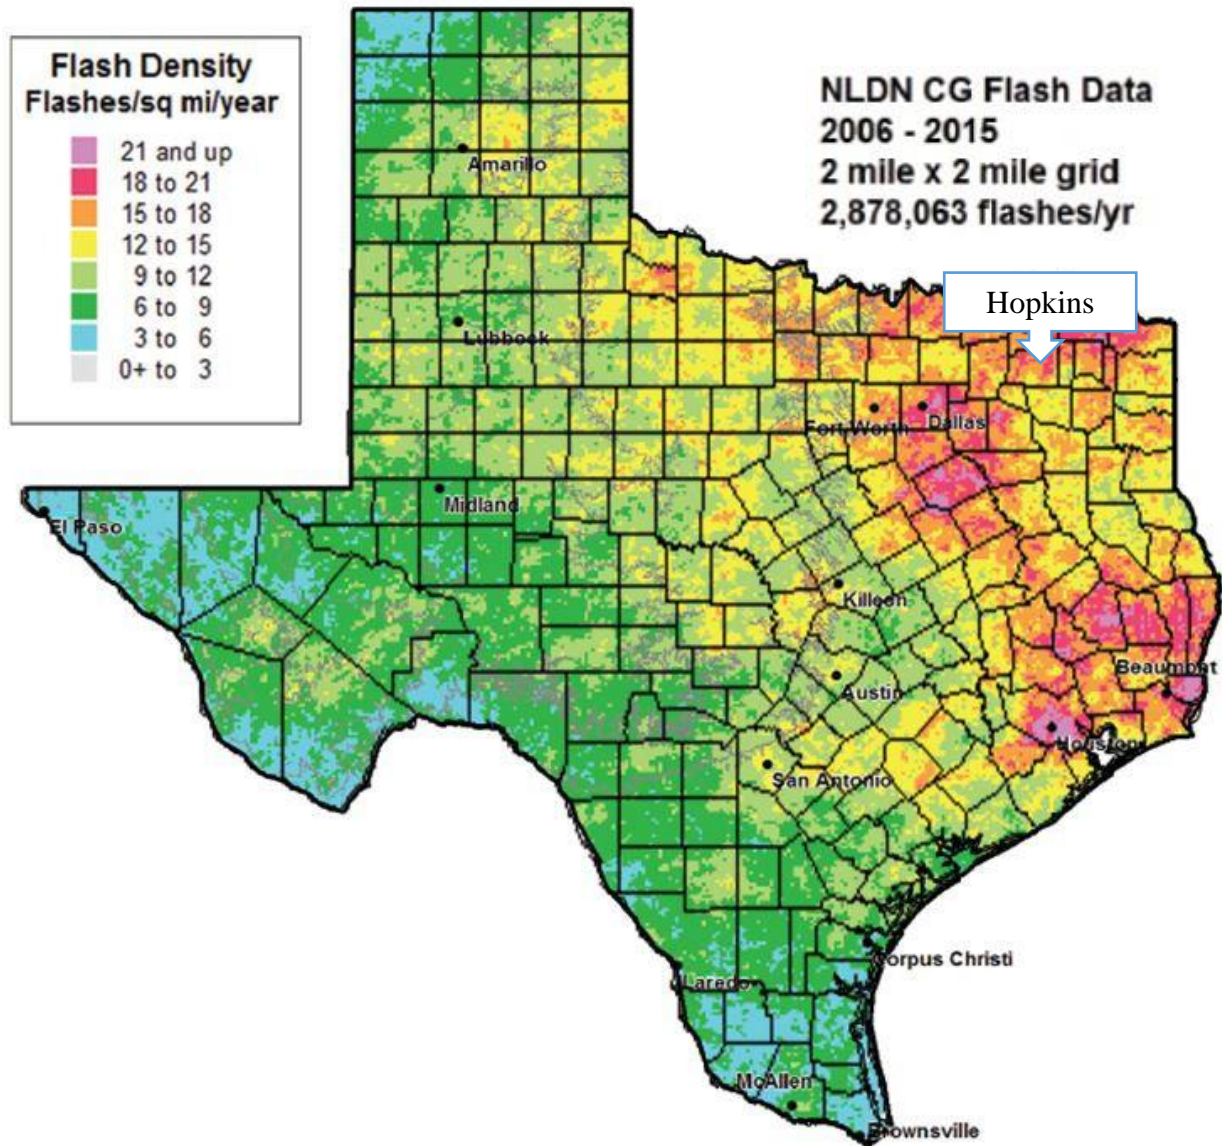 Flash Density
Flashes/sq mi/year
21 and up
18 to 21
15 to 18
12 to 15
9 to 12
6 to 9
3 to 6
0+ to 3
NLDN CG Flash Data
2006 - 2015
2 mile x 2 mile grid
2,878,063 flashes/yr
Hopkins
Amarillo
Lubbock
Fort Worth
Dallas
Midland
El Paso
Killeen
Austin
Beaumont
Houston
San Antonio
Corpus Christi
Laredo
McAllen
Brownsville